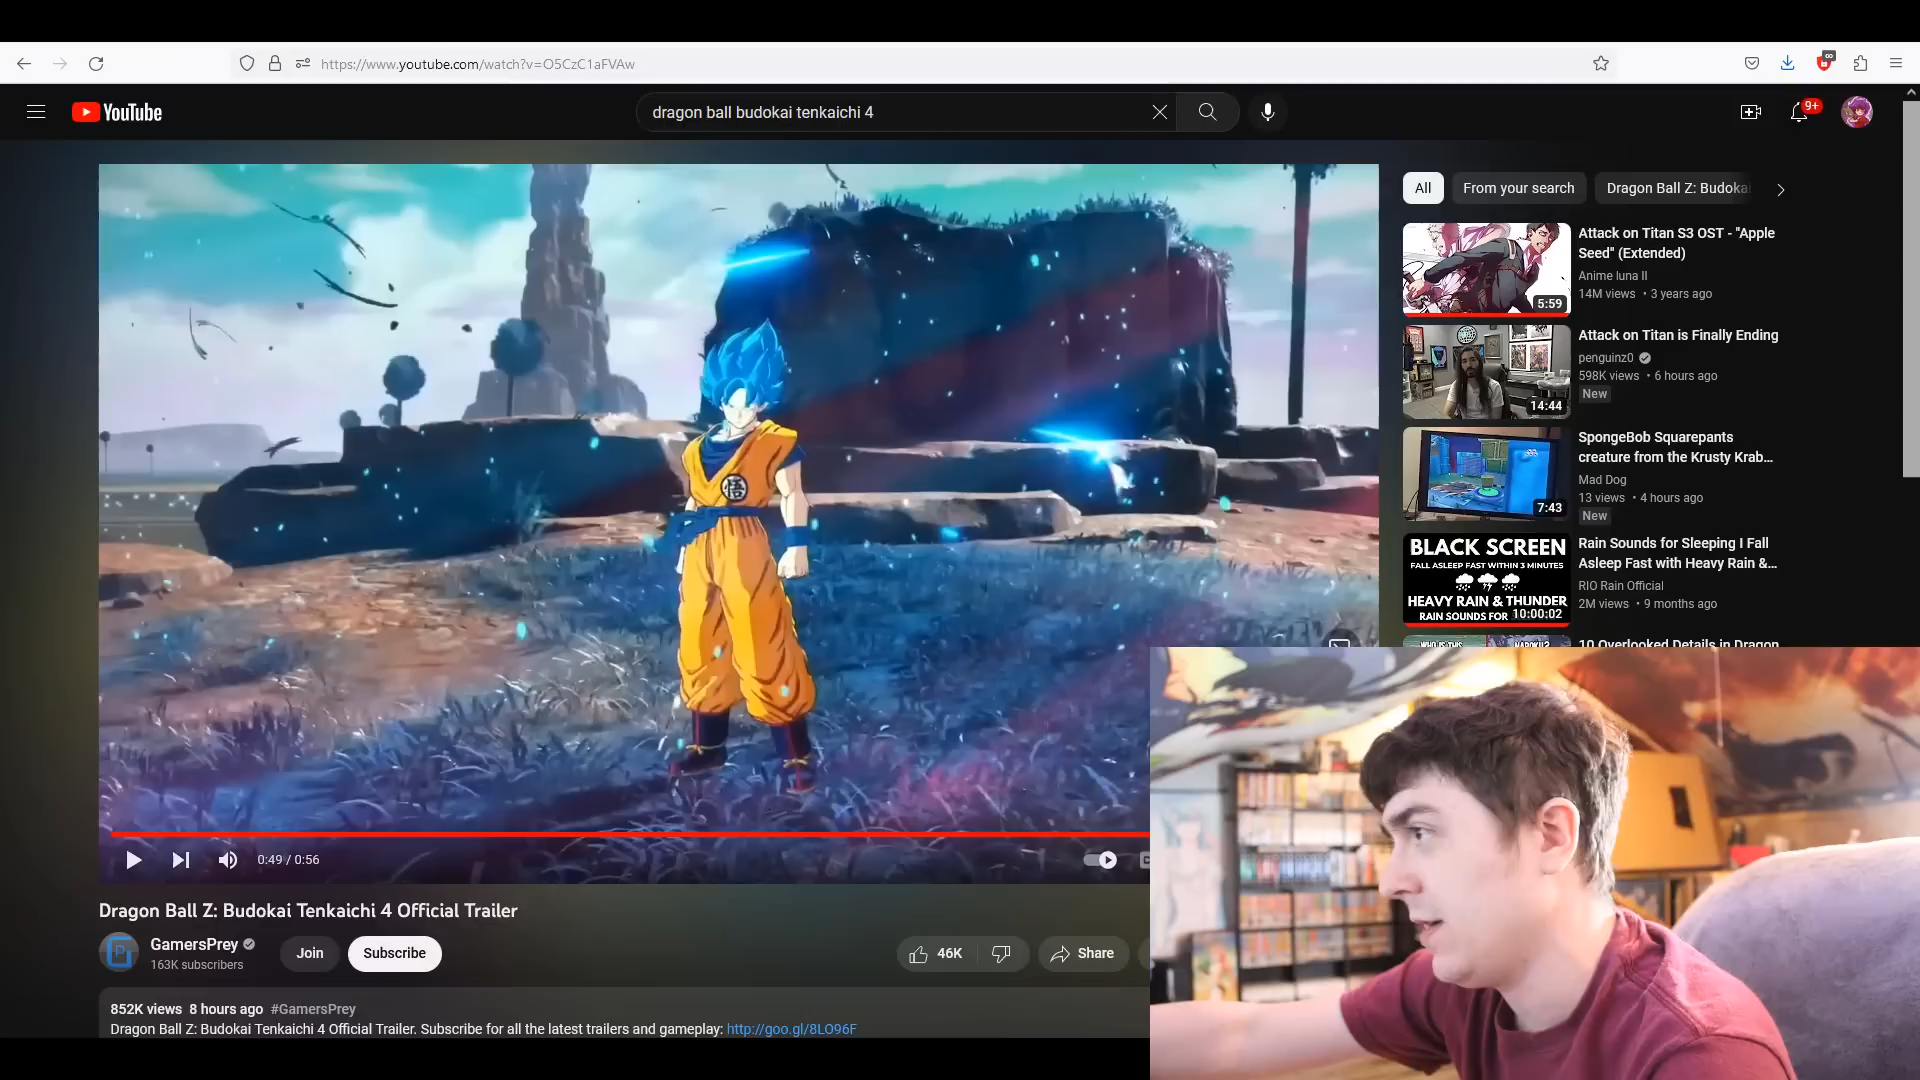 https://www.youtube.com/watch?v=O5CzC1aFVAw
YouTube
dragon ball budokai tenkaichi 4
9+
悟
0:49 / 0:56
Dragon Ball Z: Budokai Tenkaichi 4 Official Trailer
GamersPrey
163K subscribers
Join
Subscribe
46K
Share
852K views 8 hours ago #GamersPrey
Dragon Ball Z: Budokai Tenkaichi 4 Official Trailer. Subscribe for all the latest trailers and gameplay: http://goo.gl/8LO96F
All
From your search
Dragon Ball Z: Budokai
5:59
Attack on Titan S3 OST - "Apple
Seed" (Extended)
Anime luna II
14M views • 3 years ago
14:44
Attack on Titan is Finally Ending
penguinz0
598K views • 6 hours ago
New
7:43
SpongeBob Squarepants
creature from the Krusty Krab...
Mad Dog
13 views • 4 hours ago
New
BLACK SCREEN
FALL ASLEEP FAST WITHIN 3 MINUTES
HEAVY RAIN & THUNDER
RAIN SOUNDS FOR
10:00:02
Rain Sounds for Sleeping I Fall
Asleep Fast with Heavy Rain &...
RIO Rain Official
2M views • 9 months ago
WHO IS THIS
10 Overlooked Details in Dragon